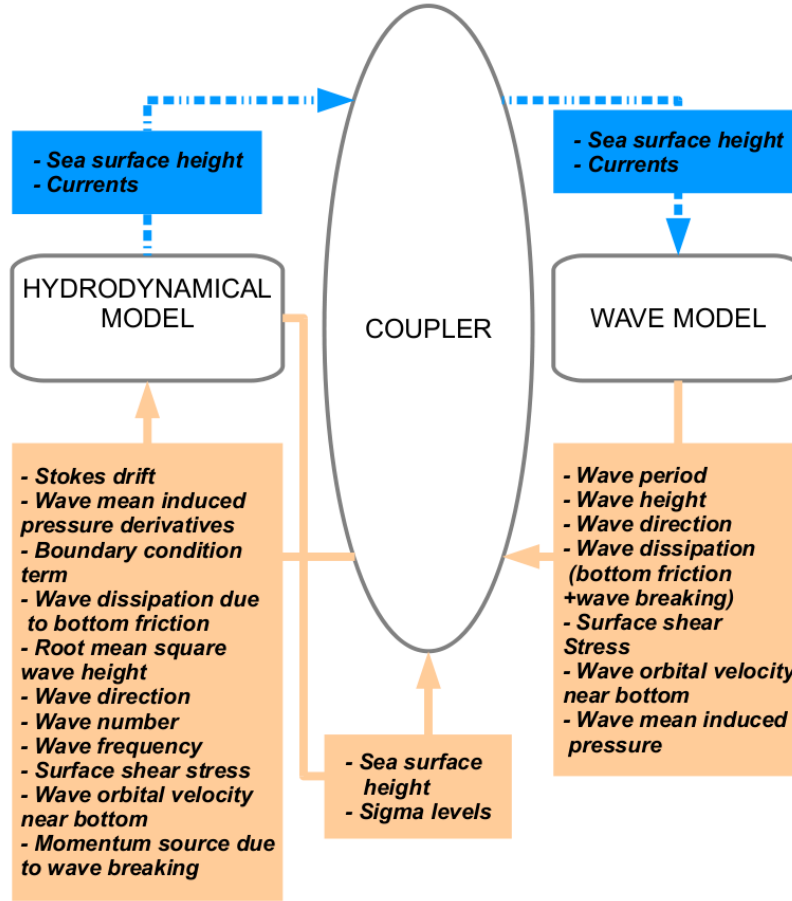 - Sea surface height
- Currents
- Sea surface height
- Currents
HYDRODYNAMICAL
MODEL
COUPLER
WAVE MODEL
- Stokes drift
- Wave mean induced
pressure derivatives
- Boundary condition
term
- Wave dissipation due
to bottom friction
- Root mean square
wave height
- Wave direction
- Wave number
- Wave frequency
- Surface shear stress
- Wave orbital velocity
near bottom
- Momentum source due
to wave breaking
- Sea surface
height
- Sigma levels
- Wave period
- Wave height
- Wave direction
- Wave dissipation
(bottom friction
+wave breaking)
- Surface shear
Stress
- Wave orbital velocity
near bottom
- Wave mean induced
pressure